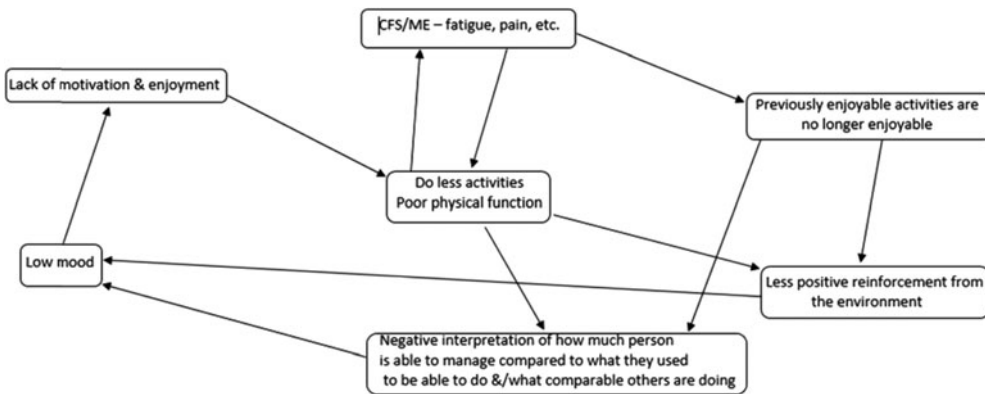 CFS/ME – fatigue, pain, etc.
Lack of motivation & enjoyment
Previously enjoyable activities are
no longer enjoyable
Do less activities
Poor physical function
Low mood
Less positive reinforcement from
the environment
Negative interpretation of how much person
is able to manage compared to what they used
to be able to do &/what comparable others are doing